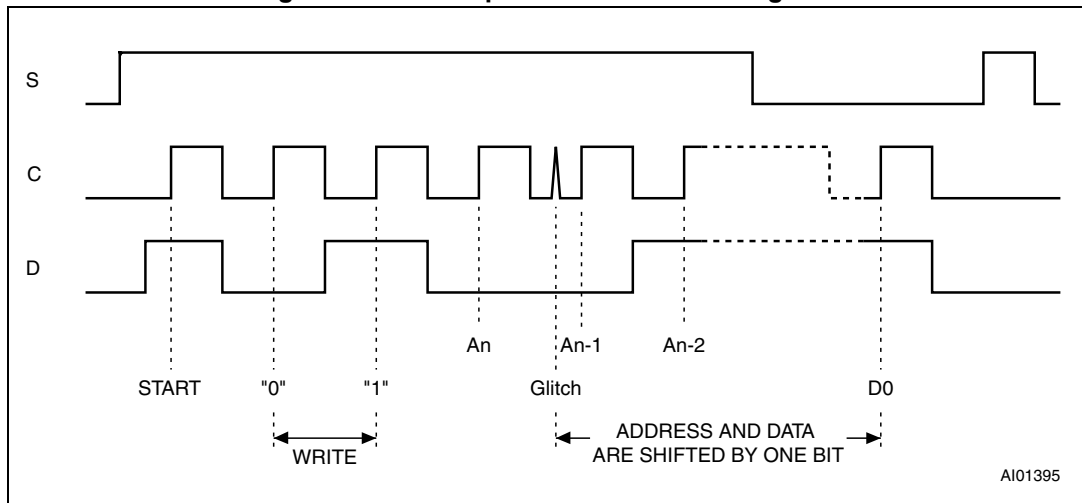 S
C
D
An
An-1
An-2
START
"0"
"1"
Glitch
D0
WRITE
ADDRESS AND DATA
ARE SHIFTED BY ONE BIT
AI01395